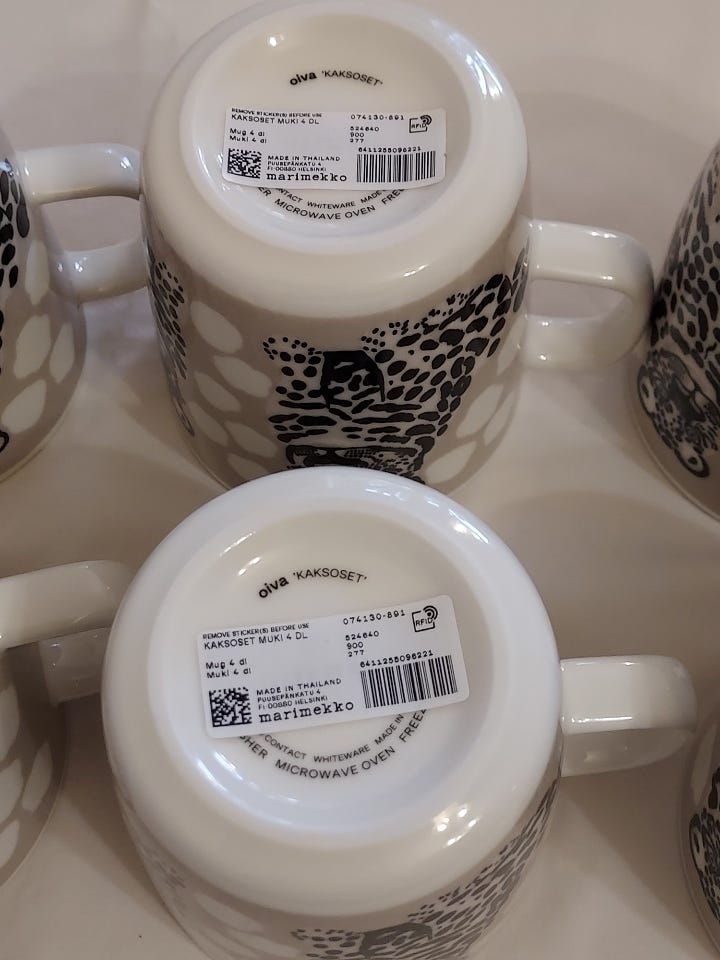 oiva 'KAKSOSET'
REMOVE STICKER(S) BEFORE USE
KAKSOSET MUKI 4 DL
074130-891
RFID
Mug 4 dl
Muki 4 dl
524640
900
277
6411255096221
MADE IN THAILAND
PUUSEPÄNKATU 4
FI-00880 HELSINKI
marimekko
CONTACT WHITEWARE MADE
MICROWAVE OVEN
oiva 'KAKSOSET'
REMOVE STICKER(S) BEFORE USE
KAKSOSET MUKI 4 DL
074130-891
RFID
Mug 4 dl
Muki 4 dl
524640
900
277
6411255096221
MADE IN THAILAND
PUUSEPÄNKATU 4
FI-00880 HELSINKI
marimekko
CONTACT WHITEWARE MADE IN
MICROWAVE OVEN